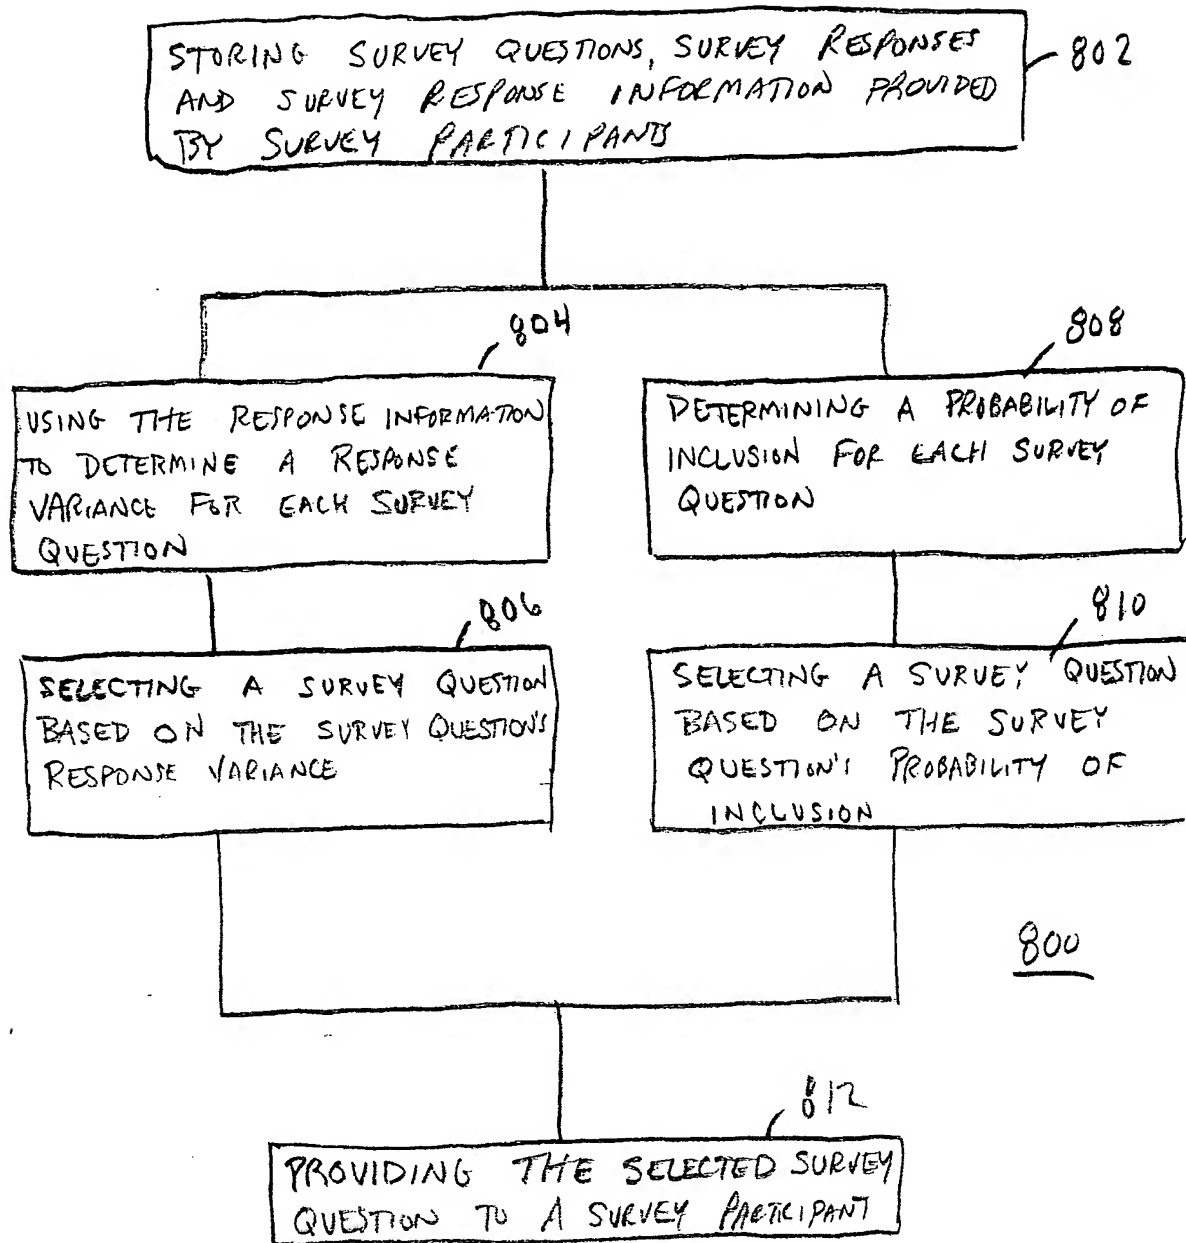 STORING SURVEY QUESTIONS, SURVEY RESPONSES
AND SURVEY RESPONSE INFORMATION PROVIDED
BY SURVEY PARTICIPANTS
802
804
USING THE RESPONSE INFORMATION
TO DETERMINE A RESPONSE
VARIANCE FOR EACH SURVEY
QUESTION
808
DETERMINING A PROBABILITY OF
INCLUSION FOR EACH SURVEY
QUESTION
806
SELECTING A SURVEY QUESTION
BASED ON THE SURVEY QUESTION'S
RESPONSE VARIANCE
810
SELECTING A SURVEY QUESTION
BASED ON THE SURVEY
QUESTION'S PROBABILITY OF
INCLUSION
800
812
PROVIDING THE SELECTED SURVEY
QUESTION TO A SURVEY PARTICIPANT